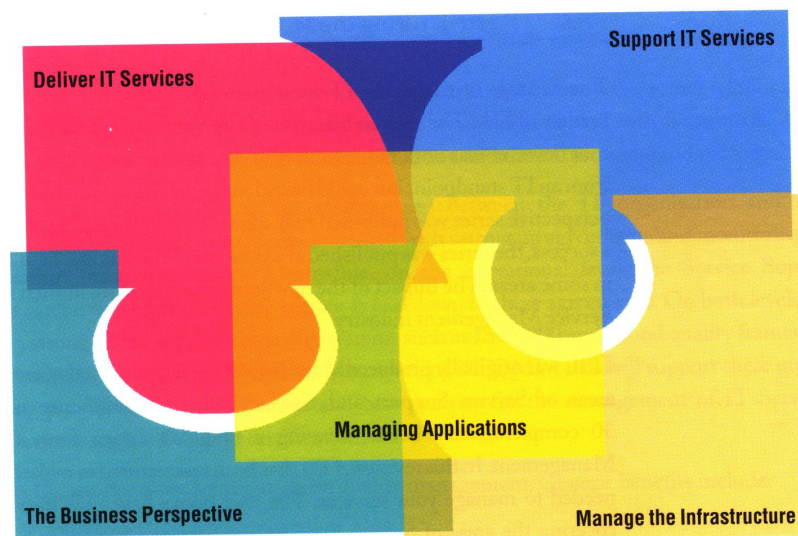 Support IT Services
Deliver IT Services
Managing Applications
The Business Perspective
Manage the Infrastructure